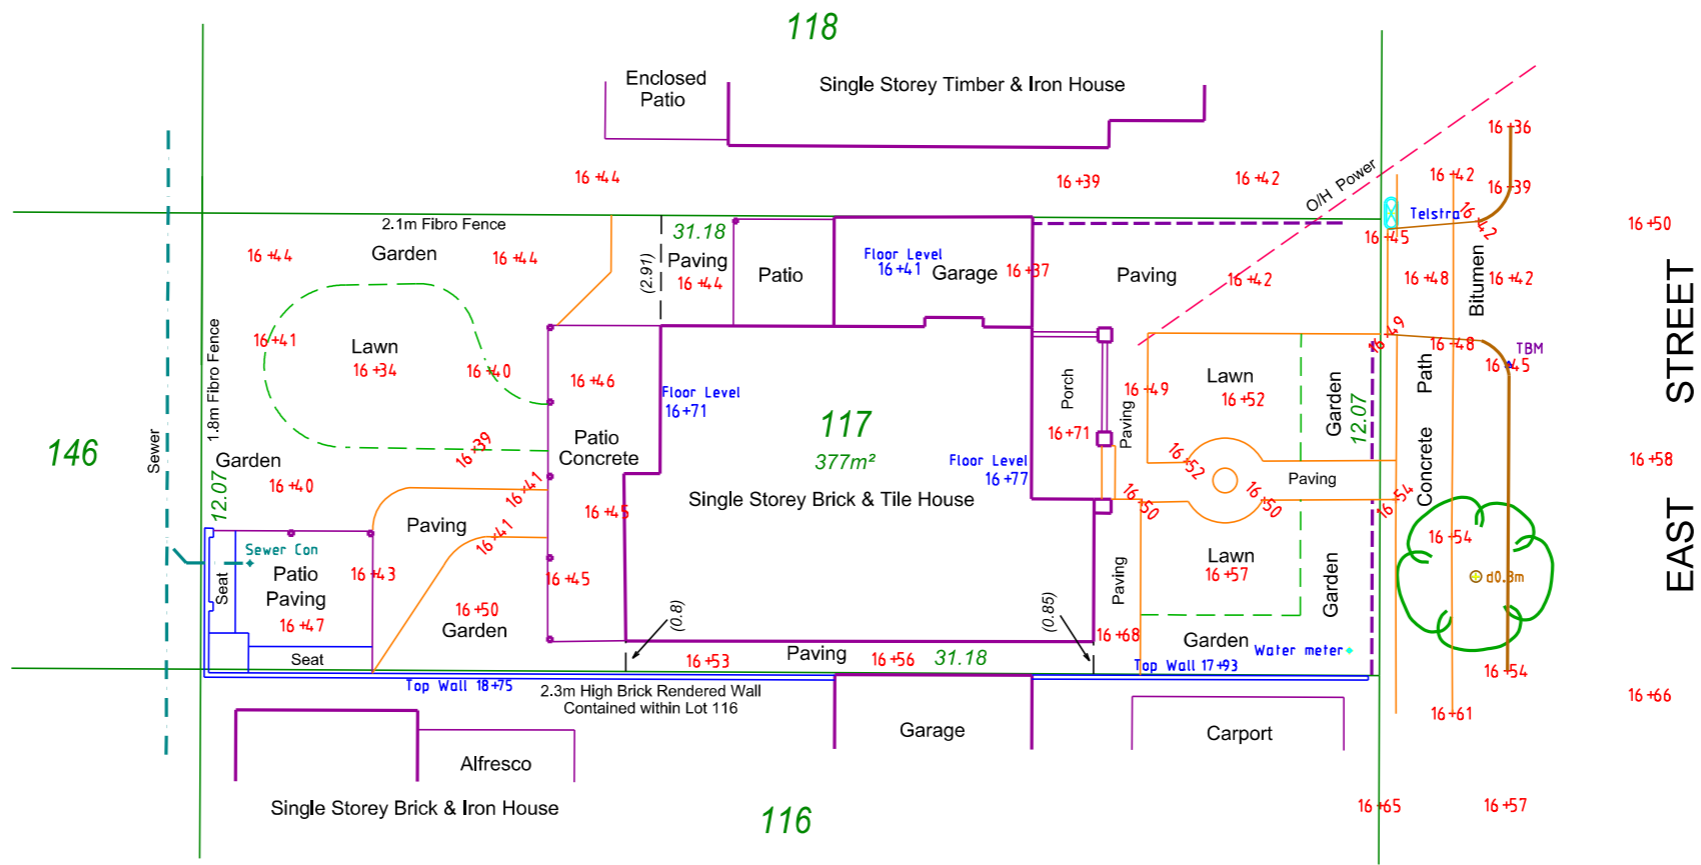 118
Enclosed
Patio
Single Storey Timber & Iron House
16+36
16+44
16+39
16+42
O/H Power
16+42
16+39
2.1m Fibro Fence
31.18
Telstra
16+42
16+50
16+44
Garden
16+44
(2.91)
Paving
16+44
Patio
Floor Level
16+41
Garage
16+37
Paving
16+42
16+45
16+48
Bitumen
16+42
1.8m Fibro Fence
16+41
Lawn
16+34
16+40
16+46
Floor Level
16+71
Porch
16+71
16+49
Paving
Lawn
16+52
Garden
12.07
16+49
16+48
Path
Concrete
TBM
16+45
EAST STREET
146
Sewer
16+39
Patio
Concrete
117
377m²
Floor Level
16+77
Single Storey Brick & Tile House
16+52
Paving
16+58
Garden
16+40
12.07
16+41
16+45
16+50
16+50
16+54
Paving
16+41
Sewer Con
Patio
Paving
16+43
16+45
16+54
Seat
16+47
16+50
Garden
Paving
Lawn
16+57
Garden
d0.3m
(0.8)
(0.85)
16+68
Garden
Water meter
Seat
16+53
Paving
16+56
31.18
Top Wall 17+93
16+54
Top Wall 18+75
2.3m High Brick Rendered Wall
Contained within Lot 116
16+61
16+66
Garage
Carport
Alfresco
Single Storey Brick & Iron House
116
16+65
16+57